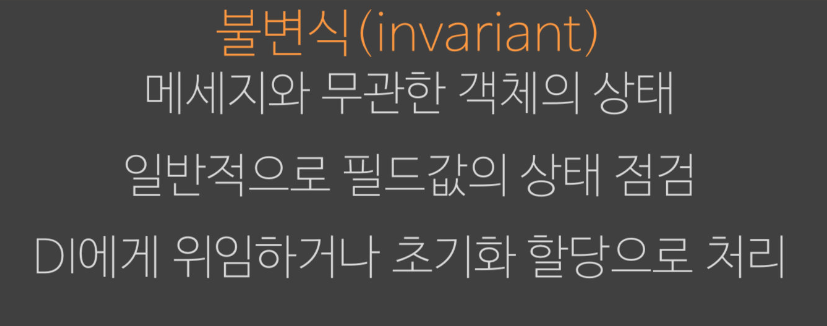 불변식(invariant)
메세지와 무관한 객체의 상태
일반적으로 필드값의 상태 점검
DI에게 위임하거나 초기화 할당으로 처리